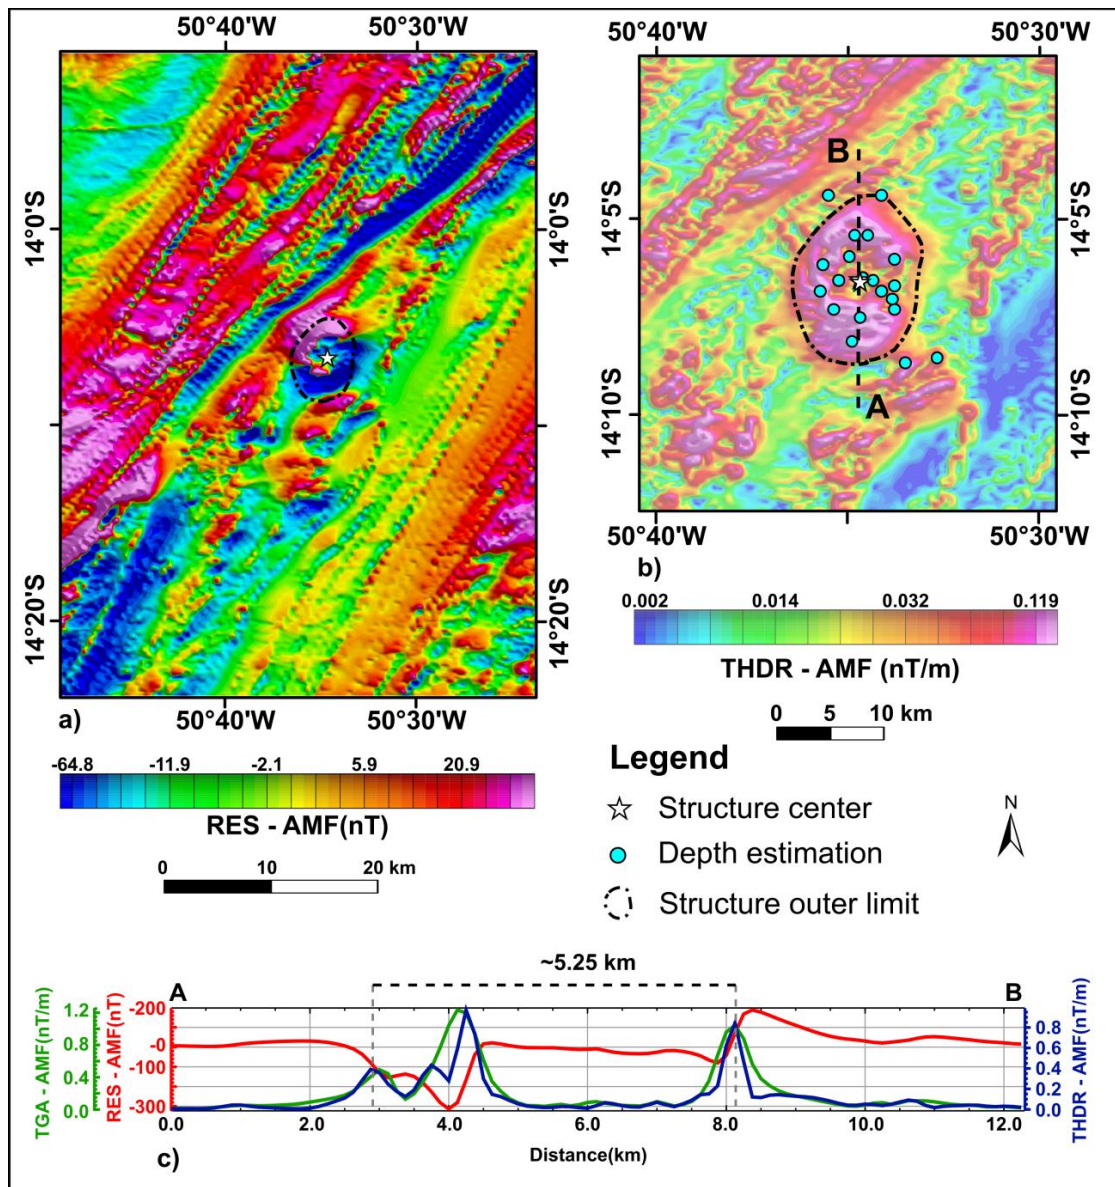 50°40'W 50°30'W
14°0'S
14°20'S
14°0'S
14°20'S
50°40'W 50°30'W
a)
-64.8 -11.9 -2.1 5.9 20.9
RES - AMF(nT)
0 10 20 km
50°40'W 50°30'W
B
14°5'S
14°10'S
14°5'S
14°10'S
A
50°40'W 50°30'W
b)
0.002 0.014 0.032 0.119
THDR - AMF (nT/m)
0 5 10 km
Legend
Structure center
Depth estimation
Structure outer limit
N
~5.25 km
A B
TGA - AMF(nT/m)
1.2
0.8
0.4
0.0
RES - AMF(nT)
-200
-0
-100
-300
0.8
0.6
0.4
0.2
0.0
THDR - AMF(nT/m)
0.0 2.0 4.0 6.0 8.0 10.0 12.0
Distance(km)
c)